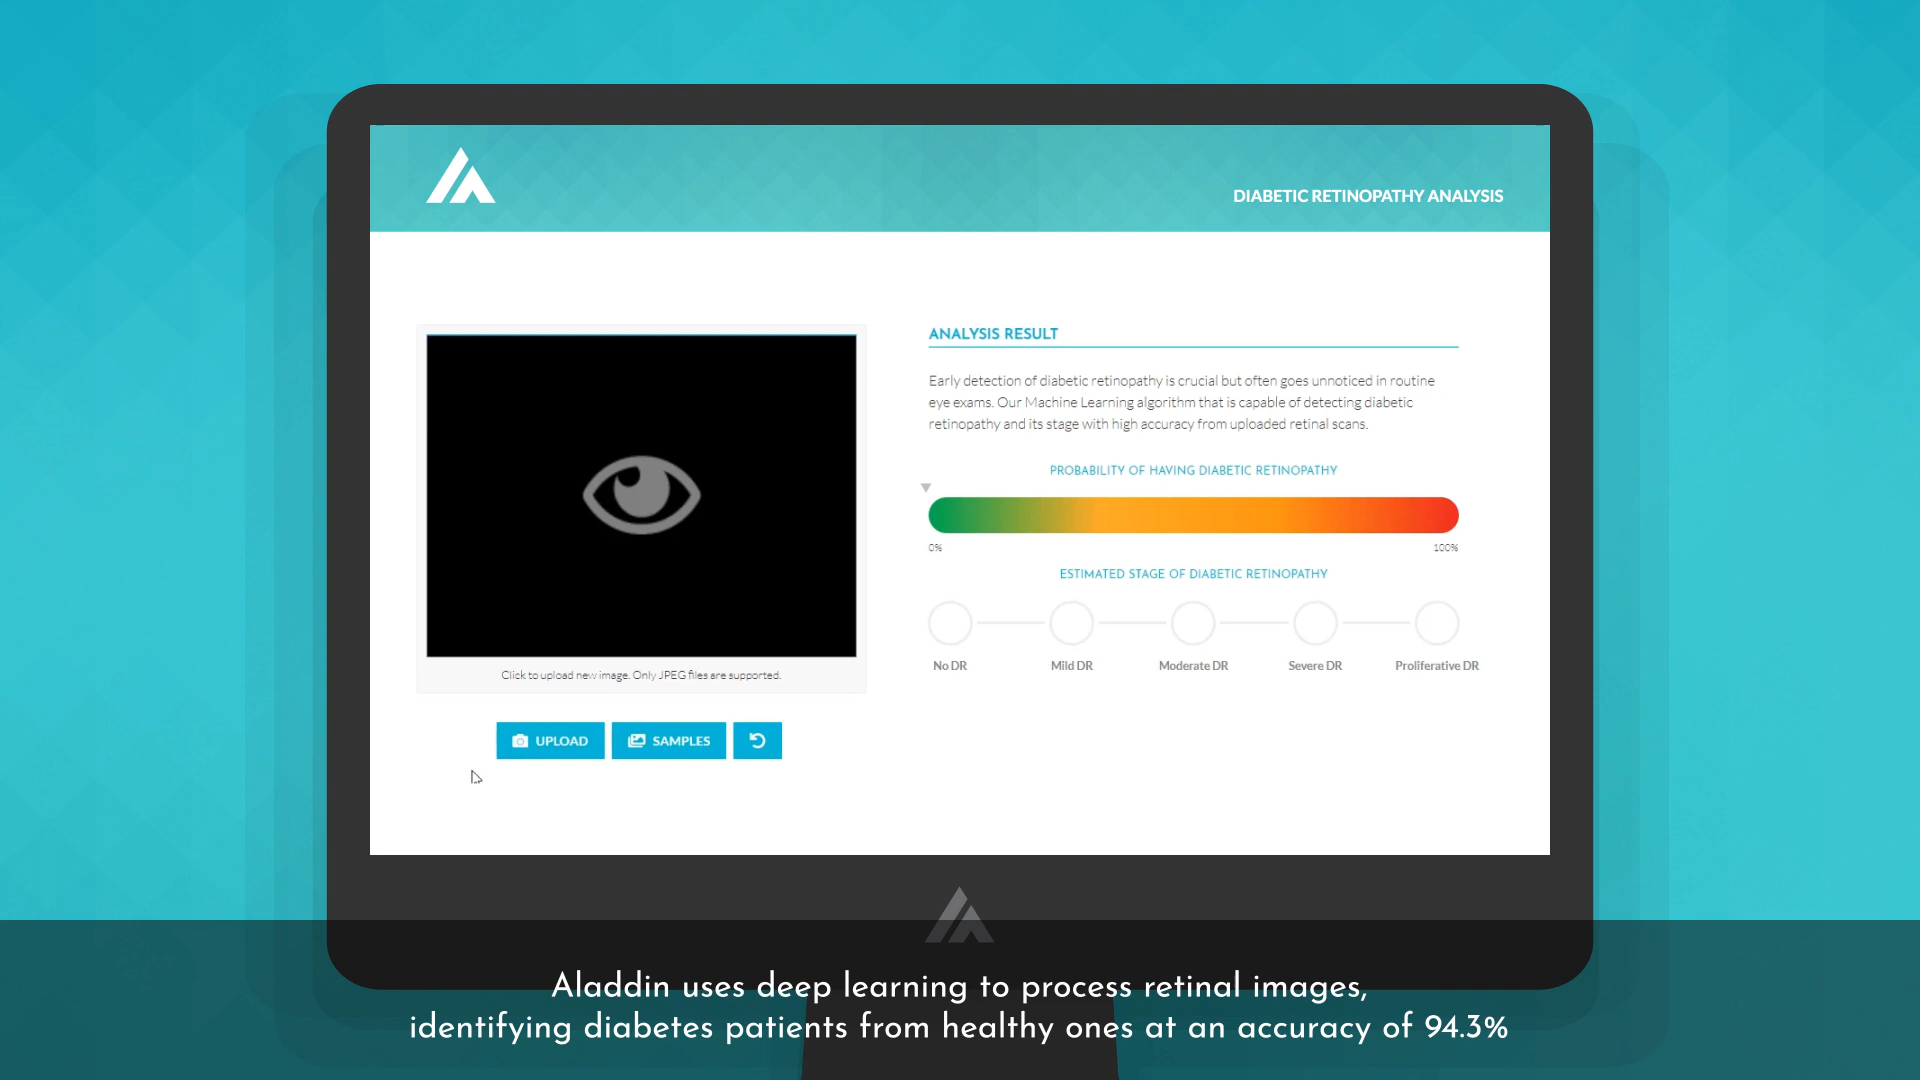 DIABETIC RETINOPATHY ANALYSIS
ANALYSIS RESULT
Early detection of diabetic retinopathy is crucial but often goes unnoticed in routine
eye exams. Our Machine Learning algorithm that is capable of detecting diabetic
retinopathy and its stage with high accuracy from uploaded retinal scans.
PROBABILITY OF HAVING DIABETIC RETINOPATHY
0%
100%
ESTIMATED STAGE OF DIABETIC RETINOPATHY
No DR
Mild DR
Moderate DR
Severe DR
Proliferative DR
Click to upload new image. Only JPEG files are supported.
UPLOAD
SAMPLES
Aladdin uses deep learning to process retinal images,
identifying diabetes patients from healthy ones at an accuracy of 94.3%